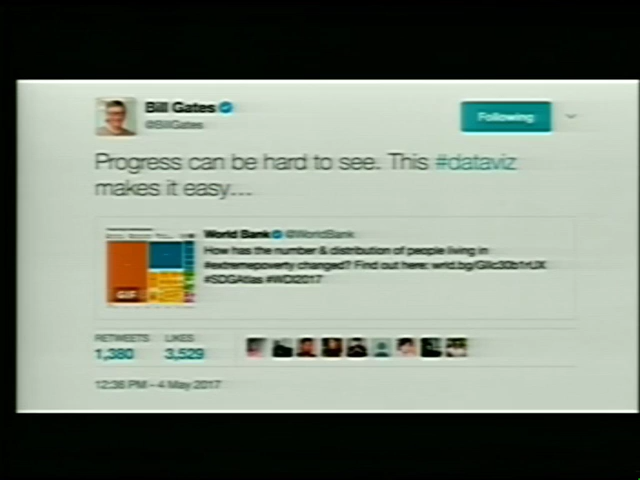 Bill Gates
@BillGates
Following
Progress can be hard to see. This #dataviz
makes it easy...
World Bank @WorldBank
How has the number & distribution of people living in
#extremepoverty changed? Find out here:
#SDGAtlas #WDI2017
GIF
RETWEETS LIKES
1,380 3,529
12:36 PM - 4 May 2017